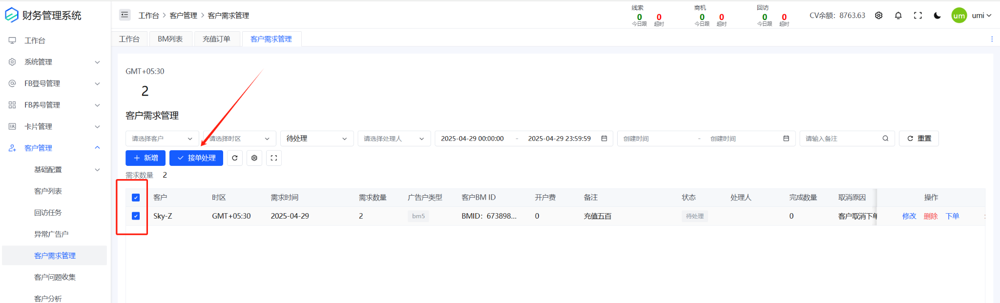 财务管理系统
工作台
系统管理
FB登号管理
FB养号管理
卡片管理
客户管理
基础配置
客户列表
回访任务
异常广告户
客户需求管理
客户问题收集
客户分析
工作台 > 客户管理 > 客户需求管理
线索
0 0
今日跟 超时
商机
0 0
今日跟 超时
回访
0 0
今日跟 超时
CV余额: 8763.63
um umi
工作台 BM列表 充值订单 客户需求管理
GMT+05:30
2
客户需求管理
请选择客户 请选择时区 待处理 请选择处理人 2025-04-29 00:00:00 - 2025-04-29 23:59:59 创建时间 - 创建时间 请输入备注 重置
新增 接单处理
需求数量 2
客户 时区 需求时间 需求数量 广告户类型 客户BM ID 开户费 备注 状态 处理人 完成数量 取消原因 操作
Sky-Z GMT+05:30 2025-04-29 2 bm5 BMID：673898... 0 充值五百 待处理 0 客户取消下单 修改 删除 下单